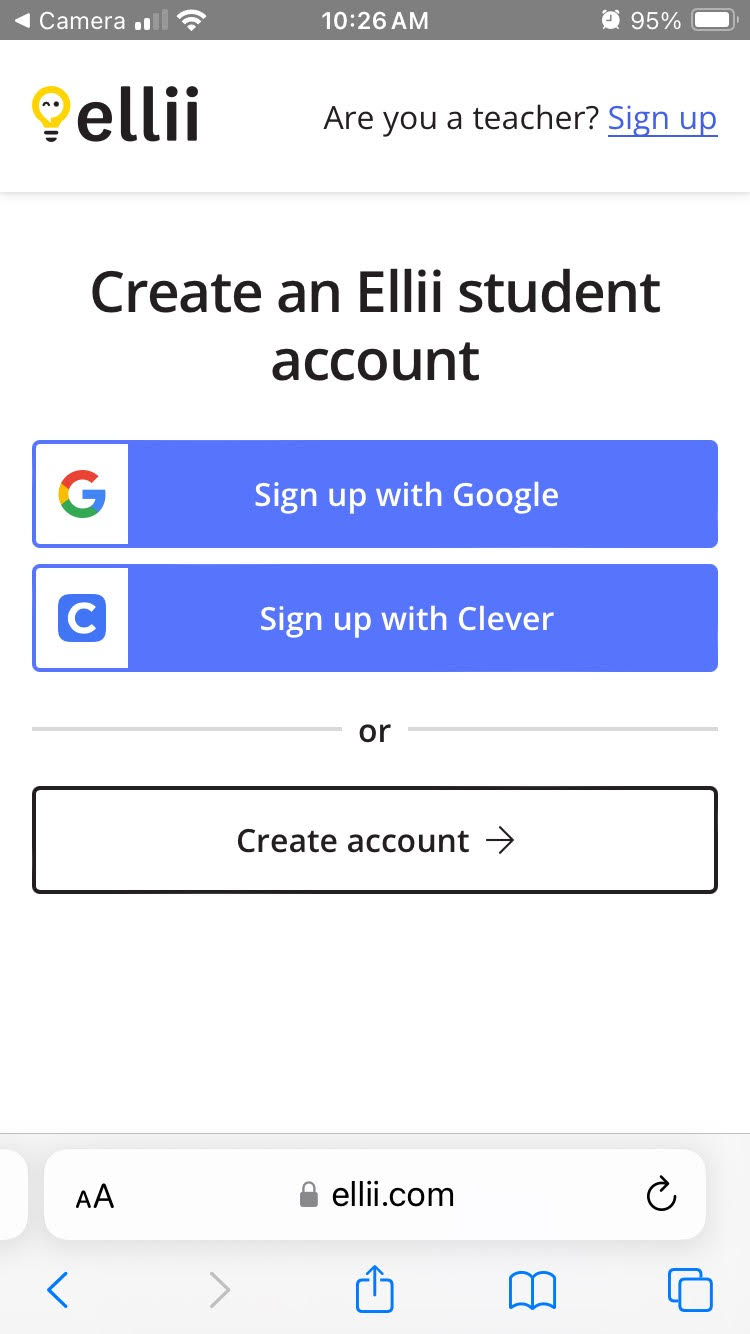 Camera 10:26 AM 95%
ellii Are you a teacher? Sign up
Create an Ellii student
account
G Sign up with Google
C Sign up with Clever
or
Create account →
AA ellii.com